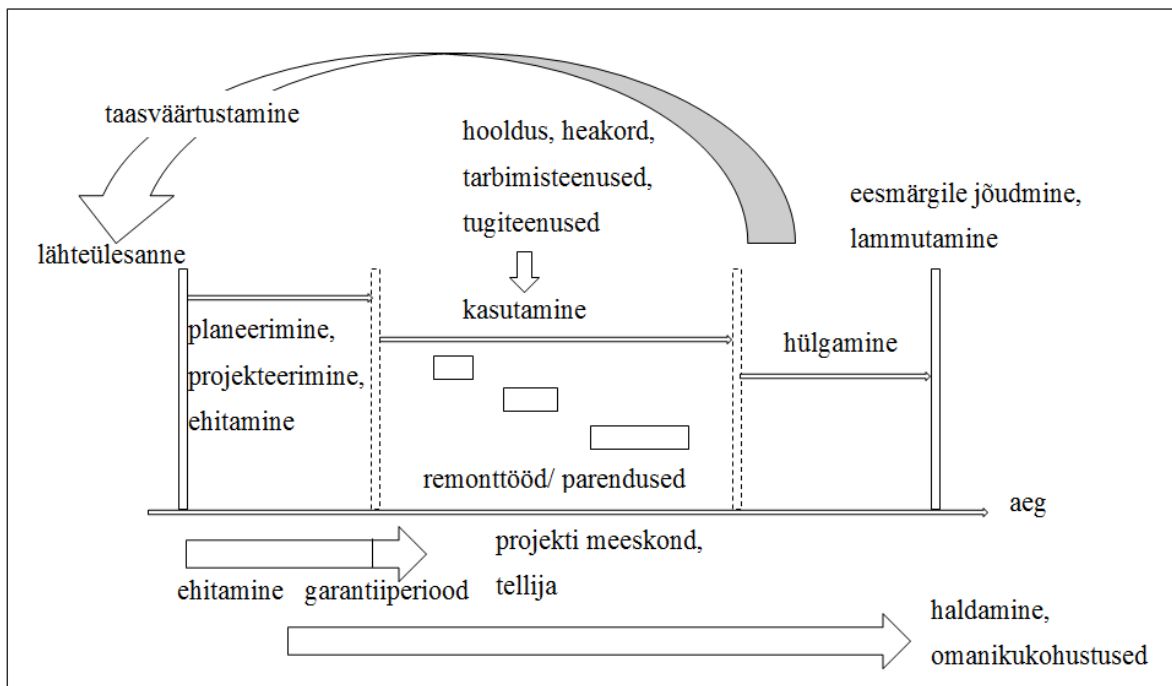 taasväärtustamine
hooldus, heakord,
tarbimisteenused,
tugiteenused
eesmärgile jõudmine,
lammutamine
lähteülesanne
kasutamine
planeerimine,
projekteerimine,
ehitamine
hülgamine
remonttööd/ parendused
aeg
projekti meeskond,
tellija
ehitamine garantiiperiood
haldamine,
omanikukohustused